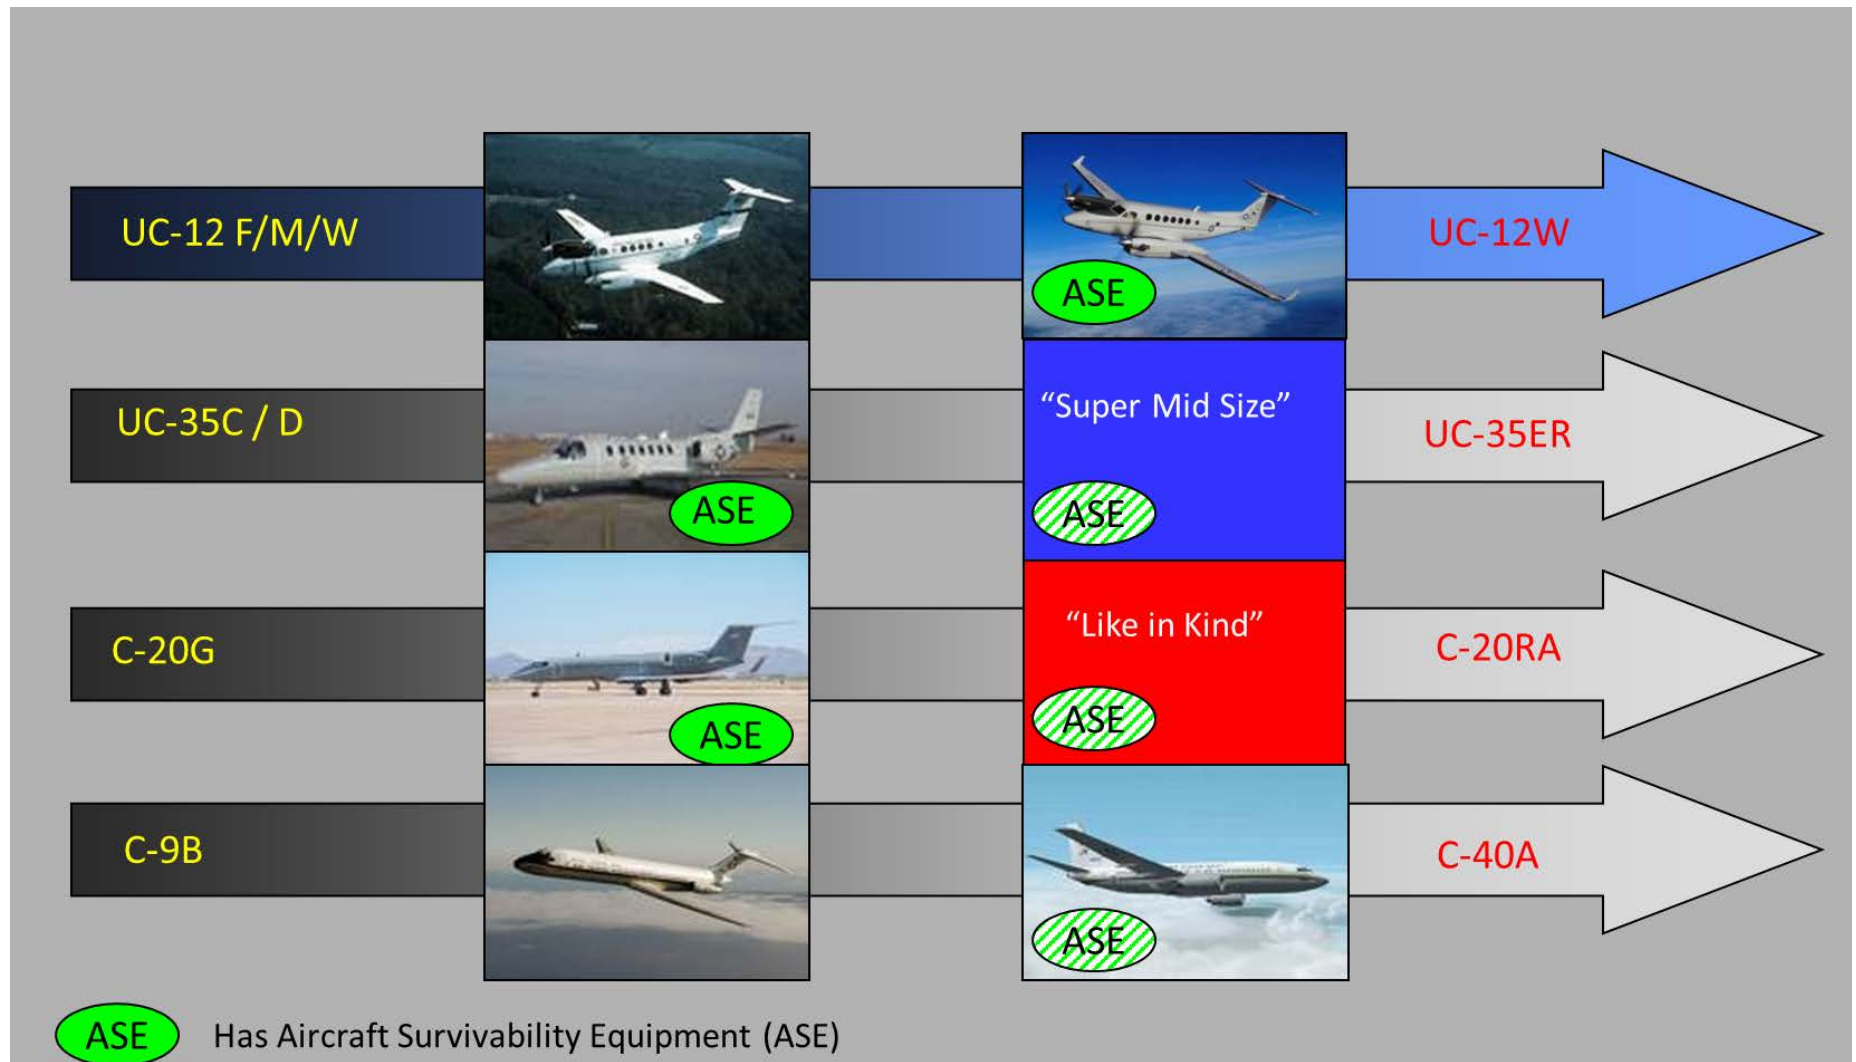 UC-12 F/M/W
ASE
UC-12W
UC-35C / D
ASE
“Super Mid Size”
ASE
UC-35ER
C-20G
ASE
“Like in Kind”
ASE
C-20RA
C-9B
ASE
C-40A
ASE Has Aircraft Survivability Equipment (ASE)